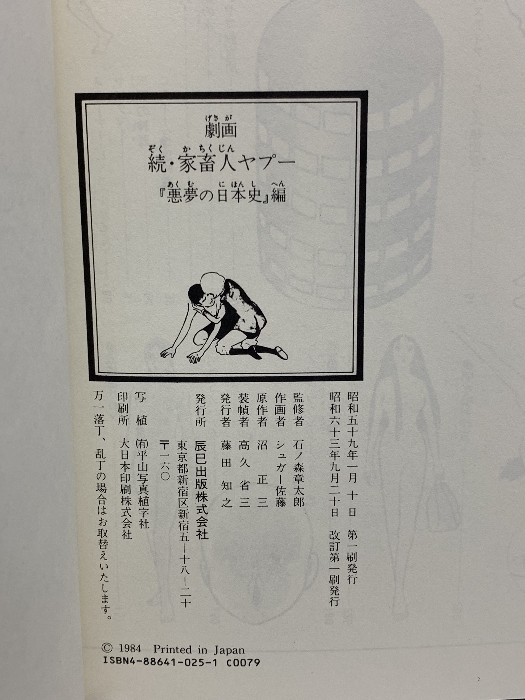 劇画
続・家畜人ヤプー
『悪夢の日本史』編
昭和五十九年一月 十 日 第一刷発行
昭和六十三年九月二十日 改訂第一刷発行
監修者 石ノ森章太郎
作画者 シュガー佐藤
原作者 沼 正三
装幀者 高久省三
発行者 藤田知之
発行所 辰巳出版株式会社
東京都新宿区新宿五―十八―二十
〒一六〇
写 植 ㈲平山写真植字社
印刷所 大日本印刷株式会社
万一落丁、乱丁の場合はお取替えいたします。
© 1984 Printed in Japan
ISBN4-88641-025-1 C0079